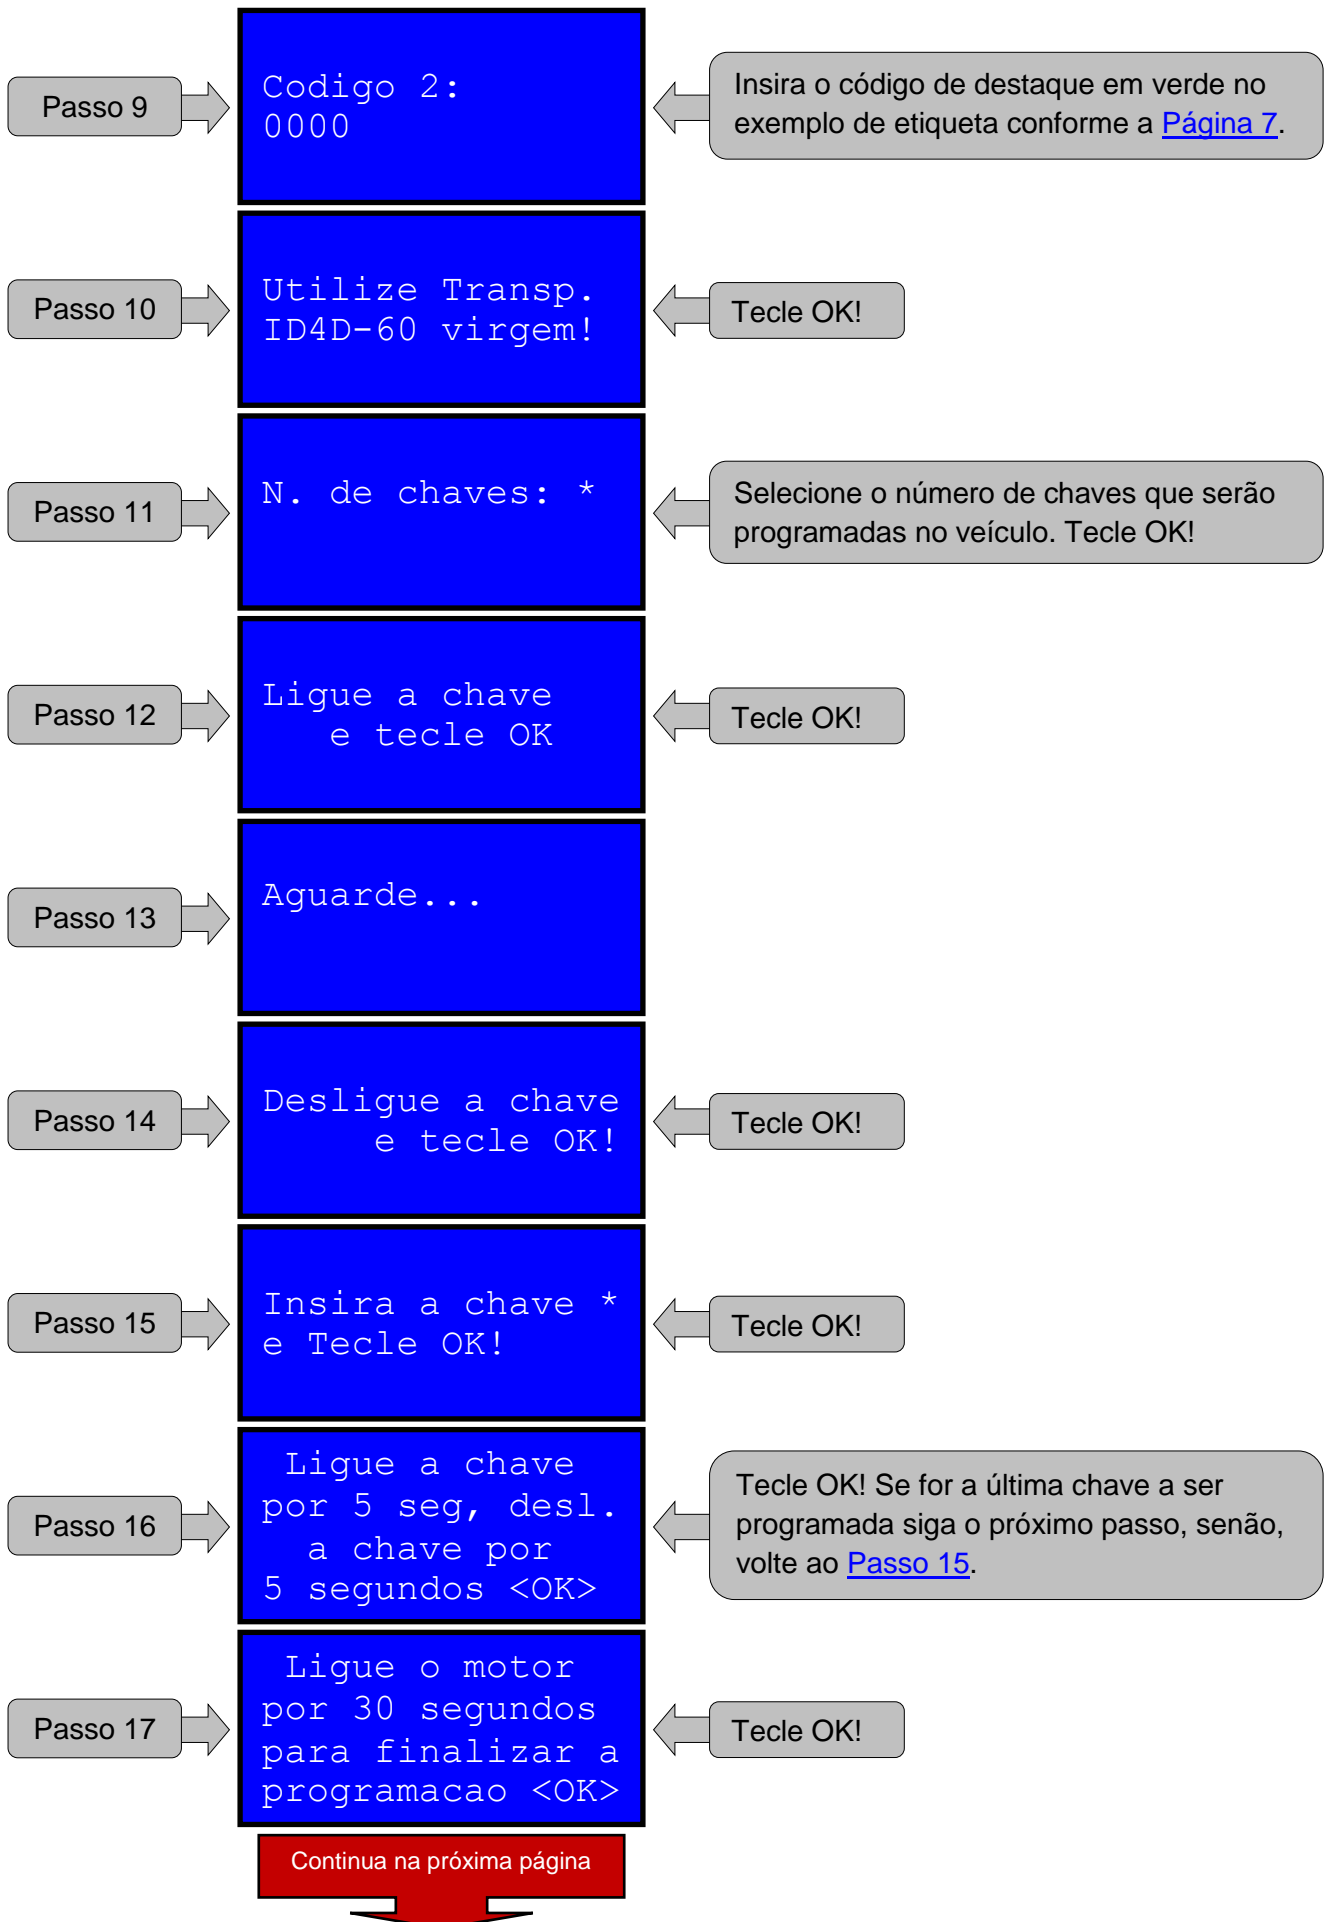 Passo 9
Codigo 2:
0000
Insira o código de destaque em verde no
exemplo de etiqueta conforme a Página 7.
Passo 10
Utilize Transp.
ID4D-60 virgem!
Tecle OK!
Passo 11
N. de chaves: *
Selecione o número de chaves que serão
programadas no veículo. Tecle OK!
Passo 12
Ligue a chave
e tecle OK
Tecle OK!
Passo 13
Aguarde...
Passo 14
Desligue a chave
e tecle OK!
Tecle OK!
Passo 15
Insira a chave *
e Tecle OK!
Tecle OK!
Passo 16
Ligue a chave
por 5 seg, desl.
a chave por
5 segundos <OK>
Tecle OK! Se for a última chave a ser
programada siga o próximo passo, senão,
volte ao Passo 15.
Passo 17
Ligue o motor
por 30 segundos
para finalizar a
programacao <OK>
Tecle OK!
Continua na próxima página